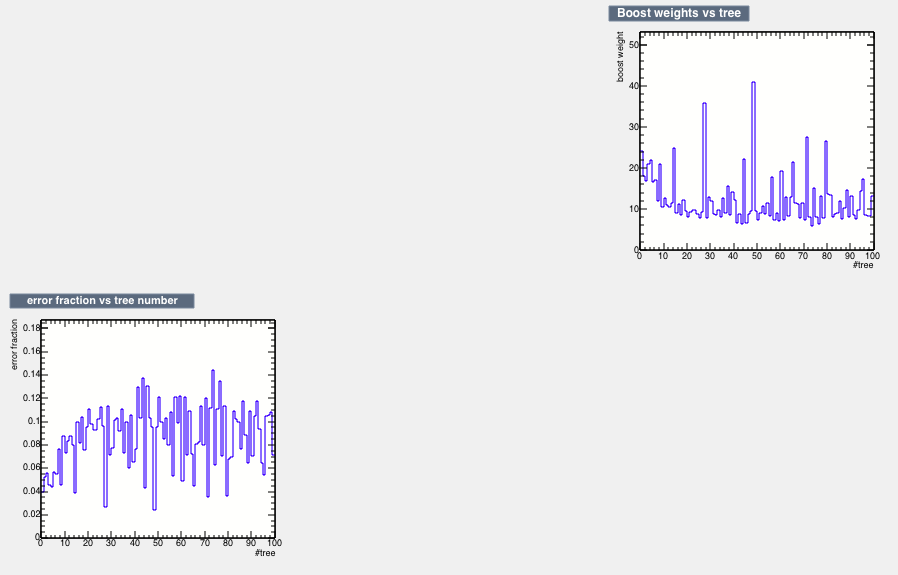 Boost weights vs tree
boost weight
50
40
30
20
10
0
0 10 20 30 40 50 60 70 80 90 100
#tree
error fraction vs tree number
error fraction
0.18
0.16
0.14
0.12
0.1
0.08
0.06
0.04
0.02
0
0 10 20 30 40 50 60 70 80 90 100
#tree